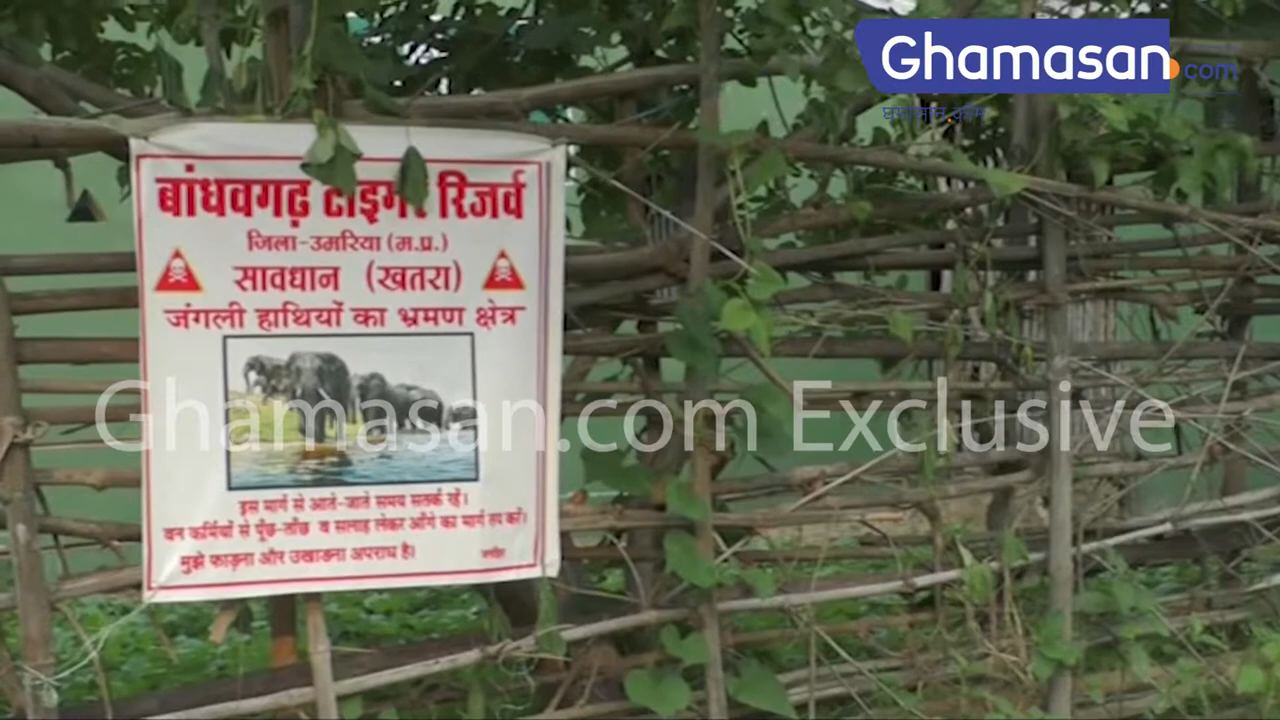 Ghamasan.com
घमासान.कॉम
बांधवगढ़ टाइगर रिजर्व
जिला-उमरिया (म.प्र.)
सावधान (खतरा)
जंगली हाथियों का भ्रमण क्षेत्र
Ghamasan.com Exclusive
इस मार्ग से आते-जाते समय सतर्क रहें।
वन कर्मियों से पूँछ-ताँछ व सलाह लेकर आँगे का मार्ग तय करें।
मुझे फाड़ना और उखाड़ना अपराध है।